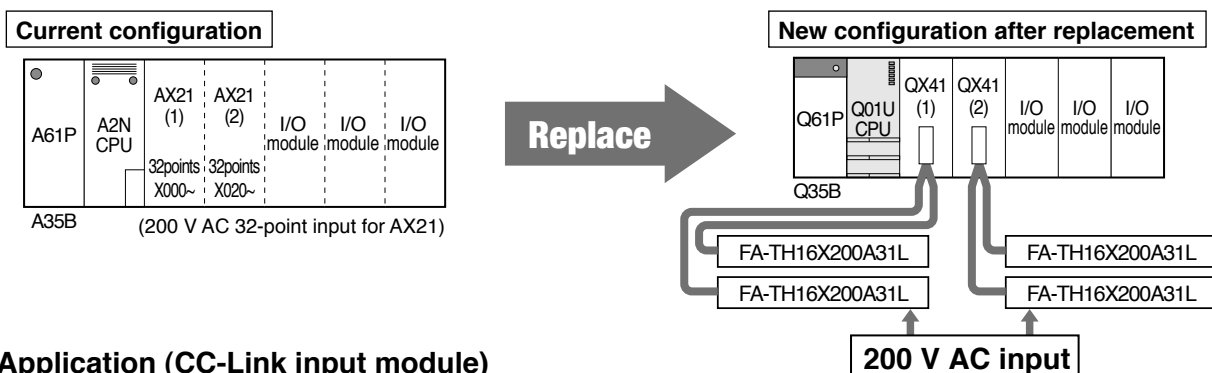 Current configuration
A61P
A2N
CPU
AX21
(1)
32points
X000~
AX21
(2)
32points
X020~
I/O
module
I/O
module
I/O
module
A35B
(200 V AC 32-point input for AX21)
Replace
New configuration after replacement
Q61P
Q01U
CPU
QX41
(1)
QX41
(2)
I/O
module
I/O
module
I/O
module
Q35B
FA-TH16X200A31L
FA-TH16X200A31L
FA-TH16X200A31L
FA-TH16X200A31L
200 V AC input
Application (CC-Link input module)